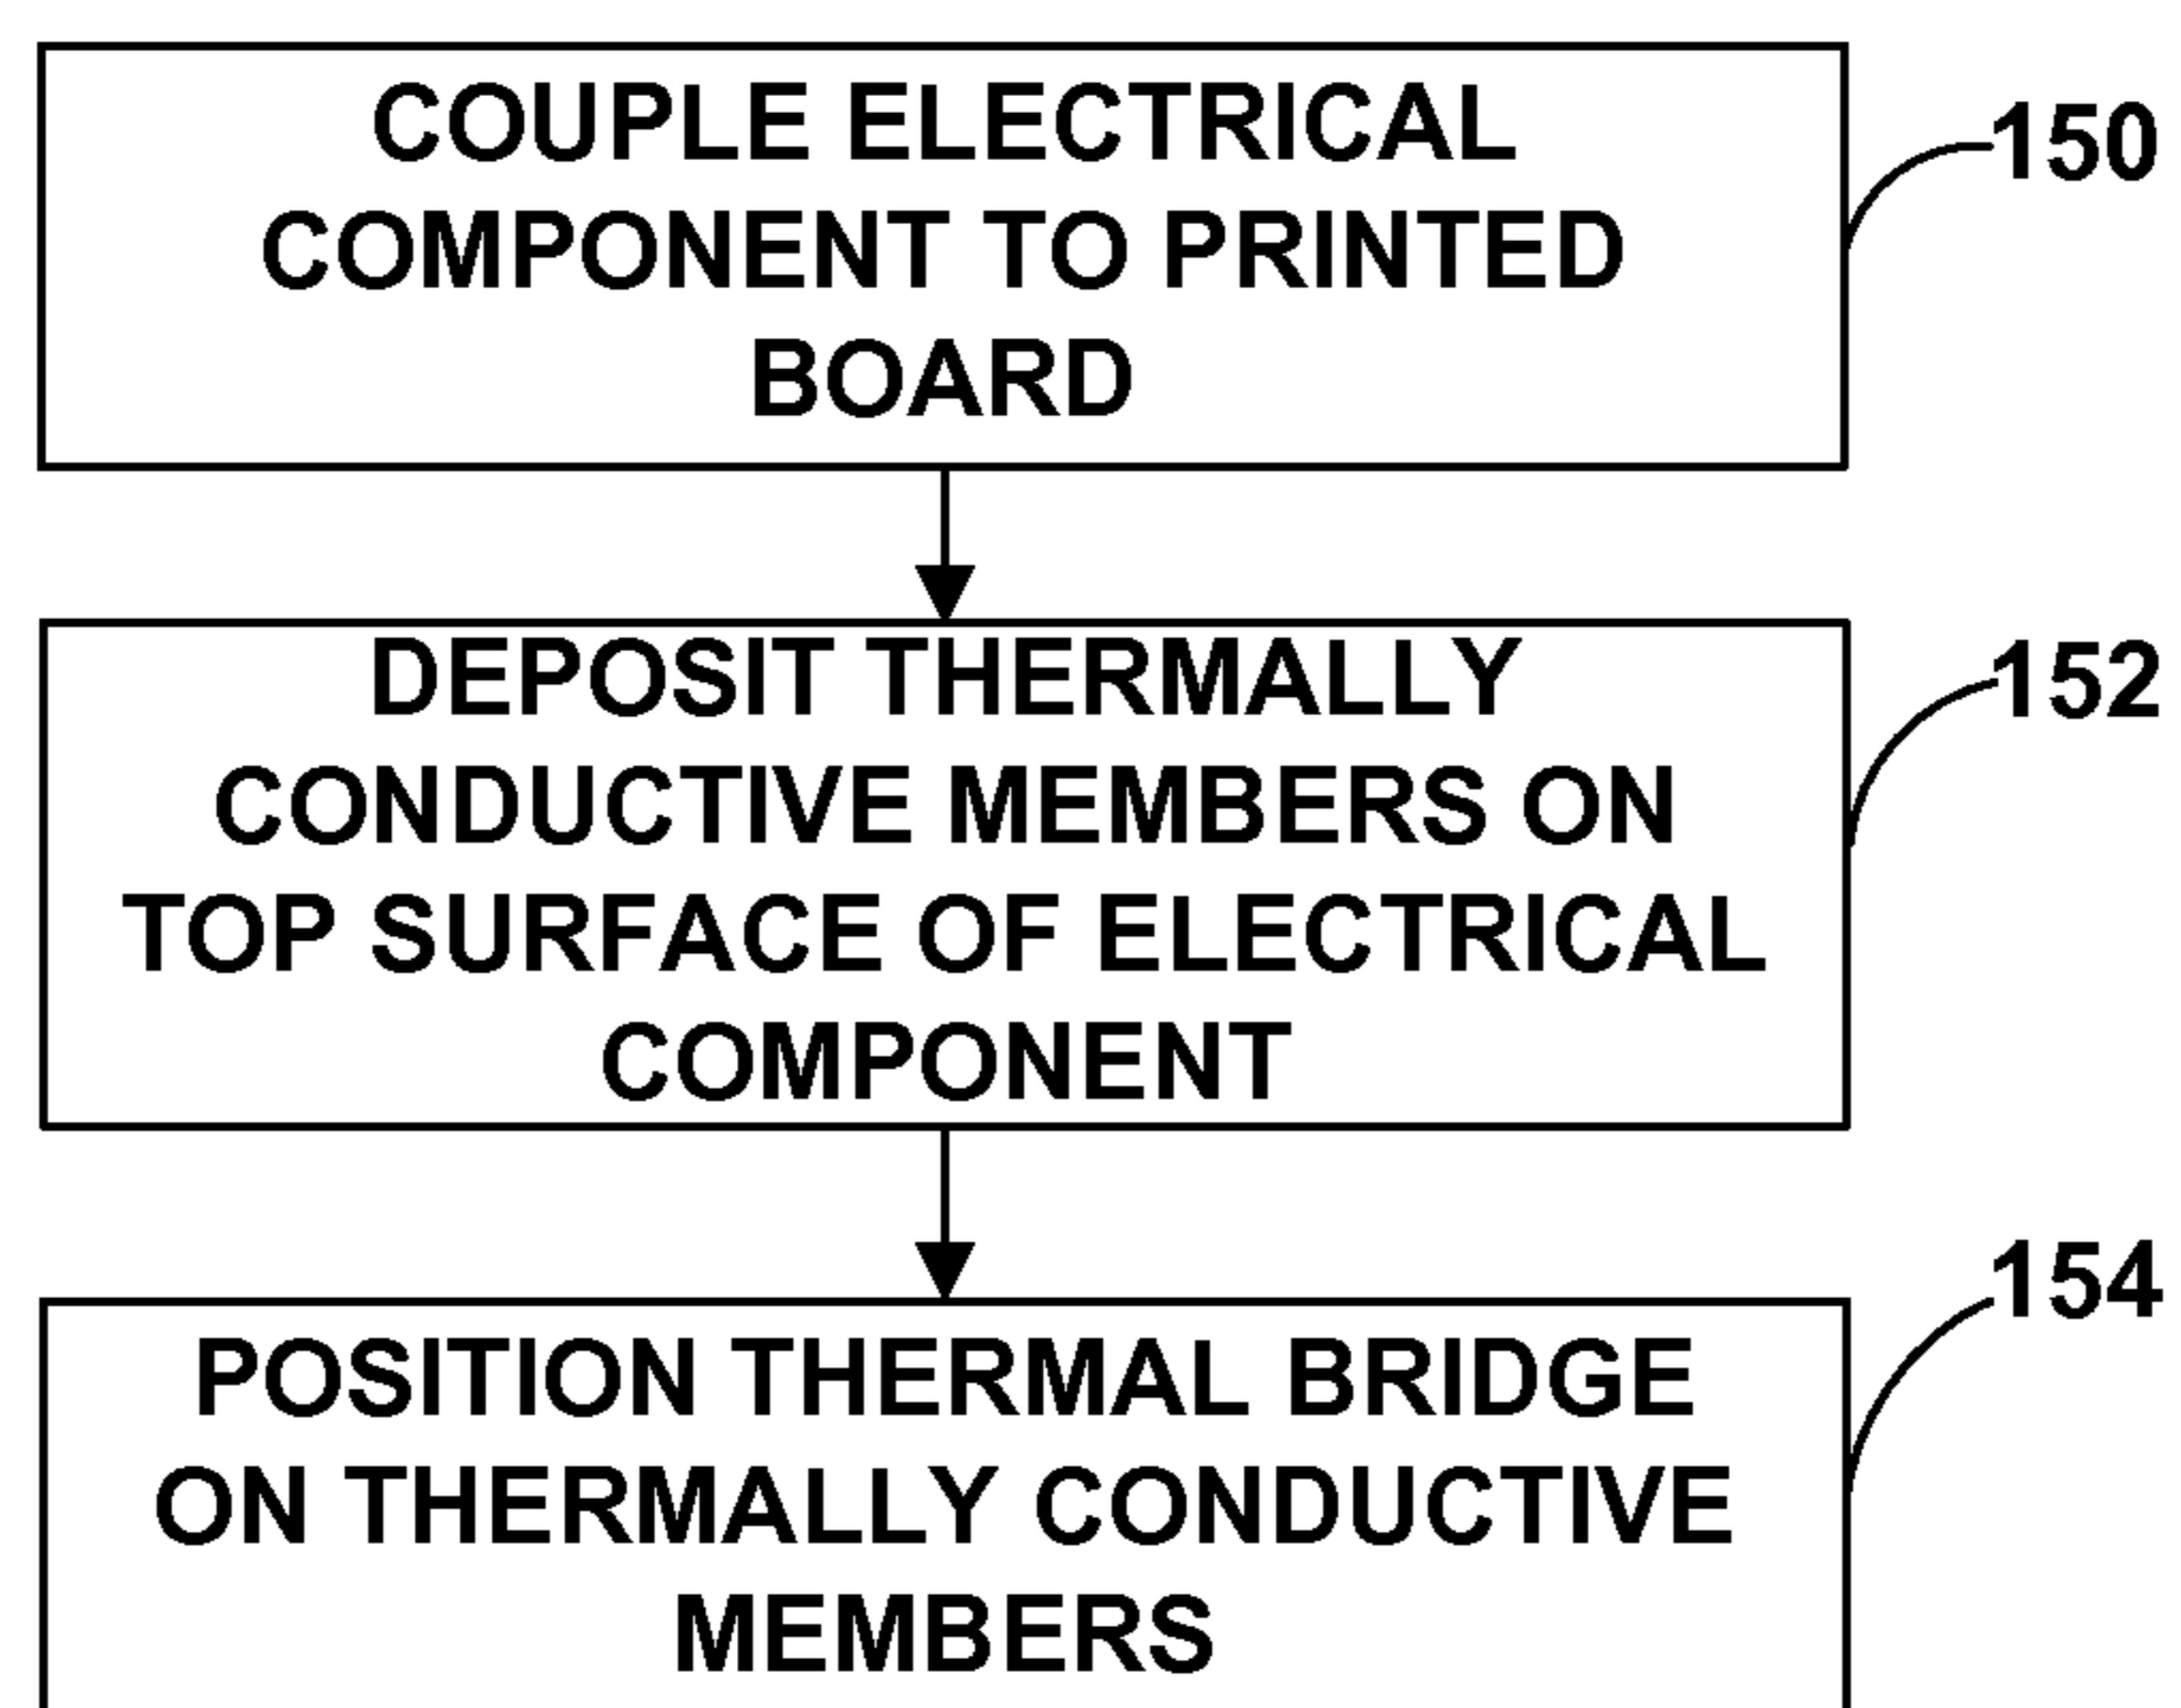 COUPLE ELECTRICAL
COMPONENT TO PRINTED
BOARD
150
DEPOSIT THERMALLY
CONDUCTIVE MEMBERS ON
TOP SURFACE OF ELECTRICAL
COMPONENT
152
POSITION THERMAL BRIDGE
ON THERMALLY CONDUCTIVE
MEMBERS
154